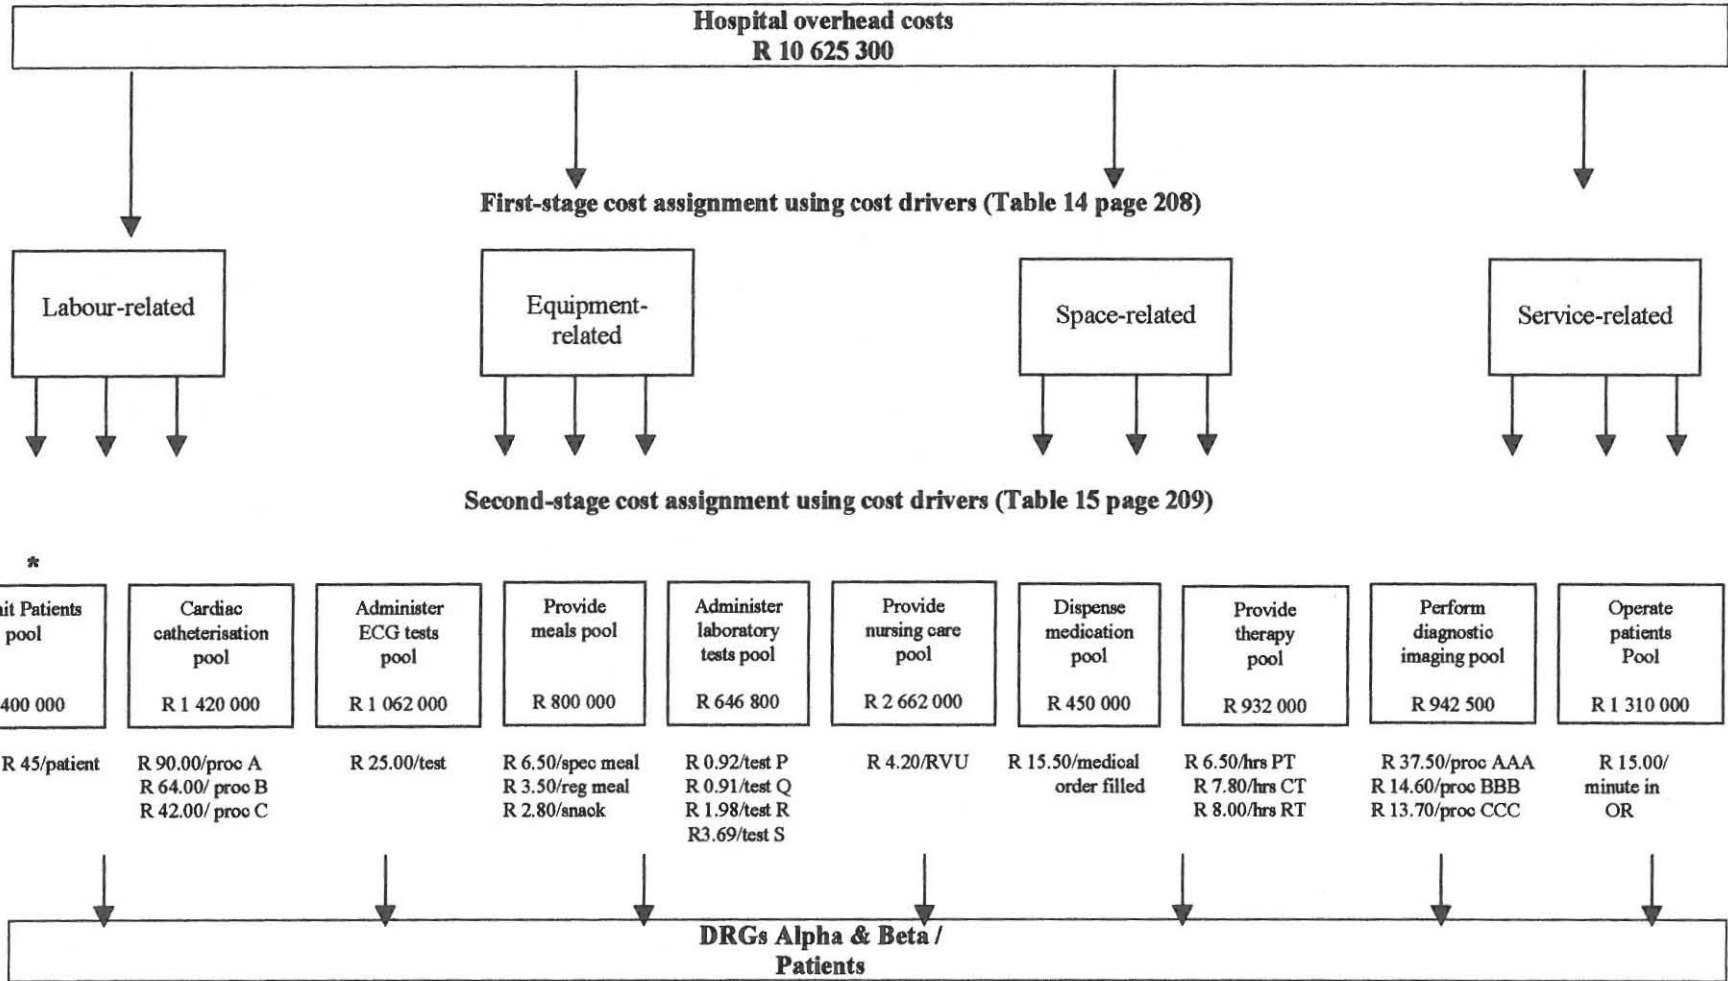 Hospital overhead costs
R 10 625 300
First-stage cost assignment using cost drivers (Table 14 page 208)
Labour-related
Equipment-
related
Space-related
Service-related
Second-stage cost assignment using cost drivers (Table 15 page 209)
*
Patients
pool
400 000
Cardiac
catheterisation
pool
R 1 420 000
Administer
ECG tests
pool
R 1 062 000
Provide
meals pool
R 800 000
Administer
laboratory
tests pool
R 646 800
Provide
nursing care
pool
R 2 662 000
Dispense
medication
pool
R 450 000
Provide
therapy
pool
R 932 000
Perform
diagnostic
imaging pool
R 942 500
Operate
patients
Pool
R 1 310 000
R 45/patient
R 90.00/proc A
R 64.00/ proc B
R 42.00/ proc C
R 25.00/test
R 6.50/spec meal
R 3.50/reg meal
R 2.80/snack
R 0.92/test P
R 0.91/test Q
R 1.98/test R
R3.69/test S
R 4.20/RVU
R 15.50/medical
order filled
R 6.50/hrs PT
R 7.80/hrs CT
R 8.00/hrs RT
R 37.50/proc AAA
R 14.60/proc BBB
R 13.70/proc CCC
R 15.00/
minute in
OR
DRGs Alpha & Beta /
Patients